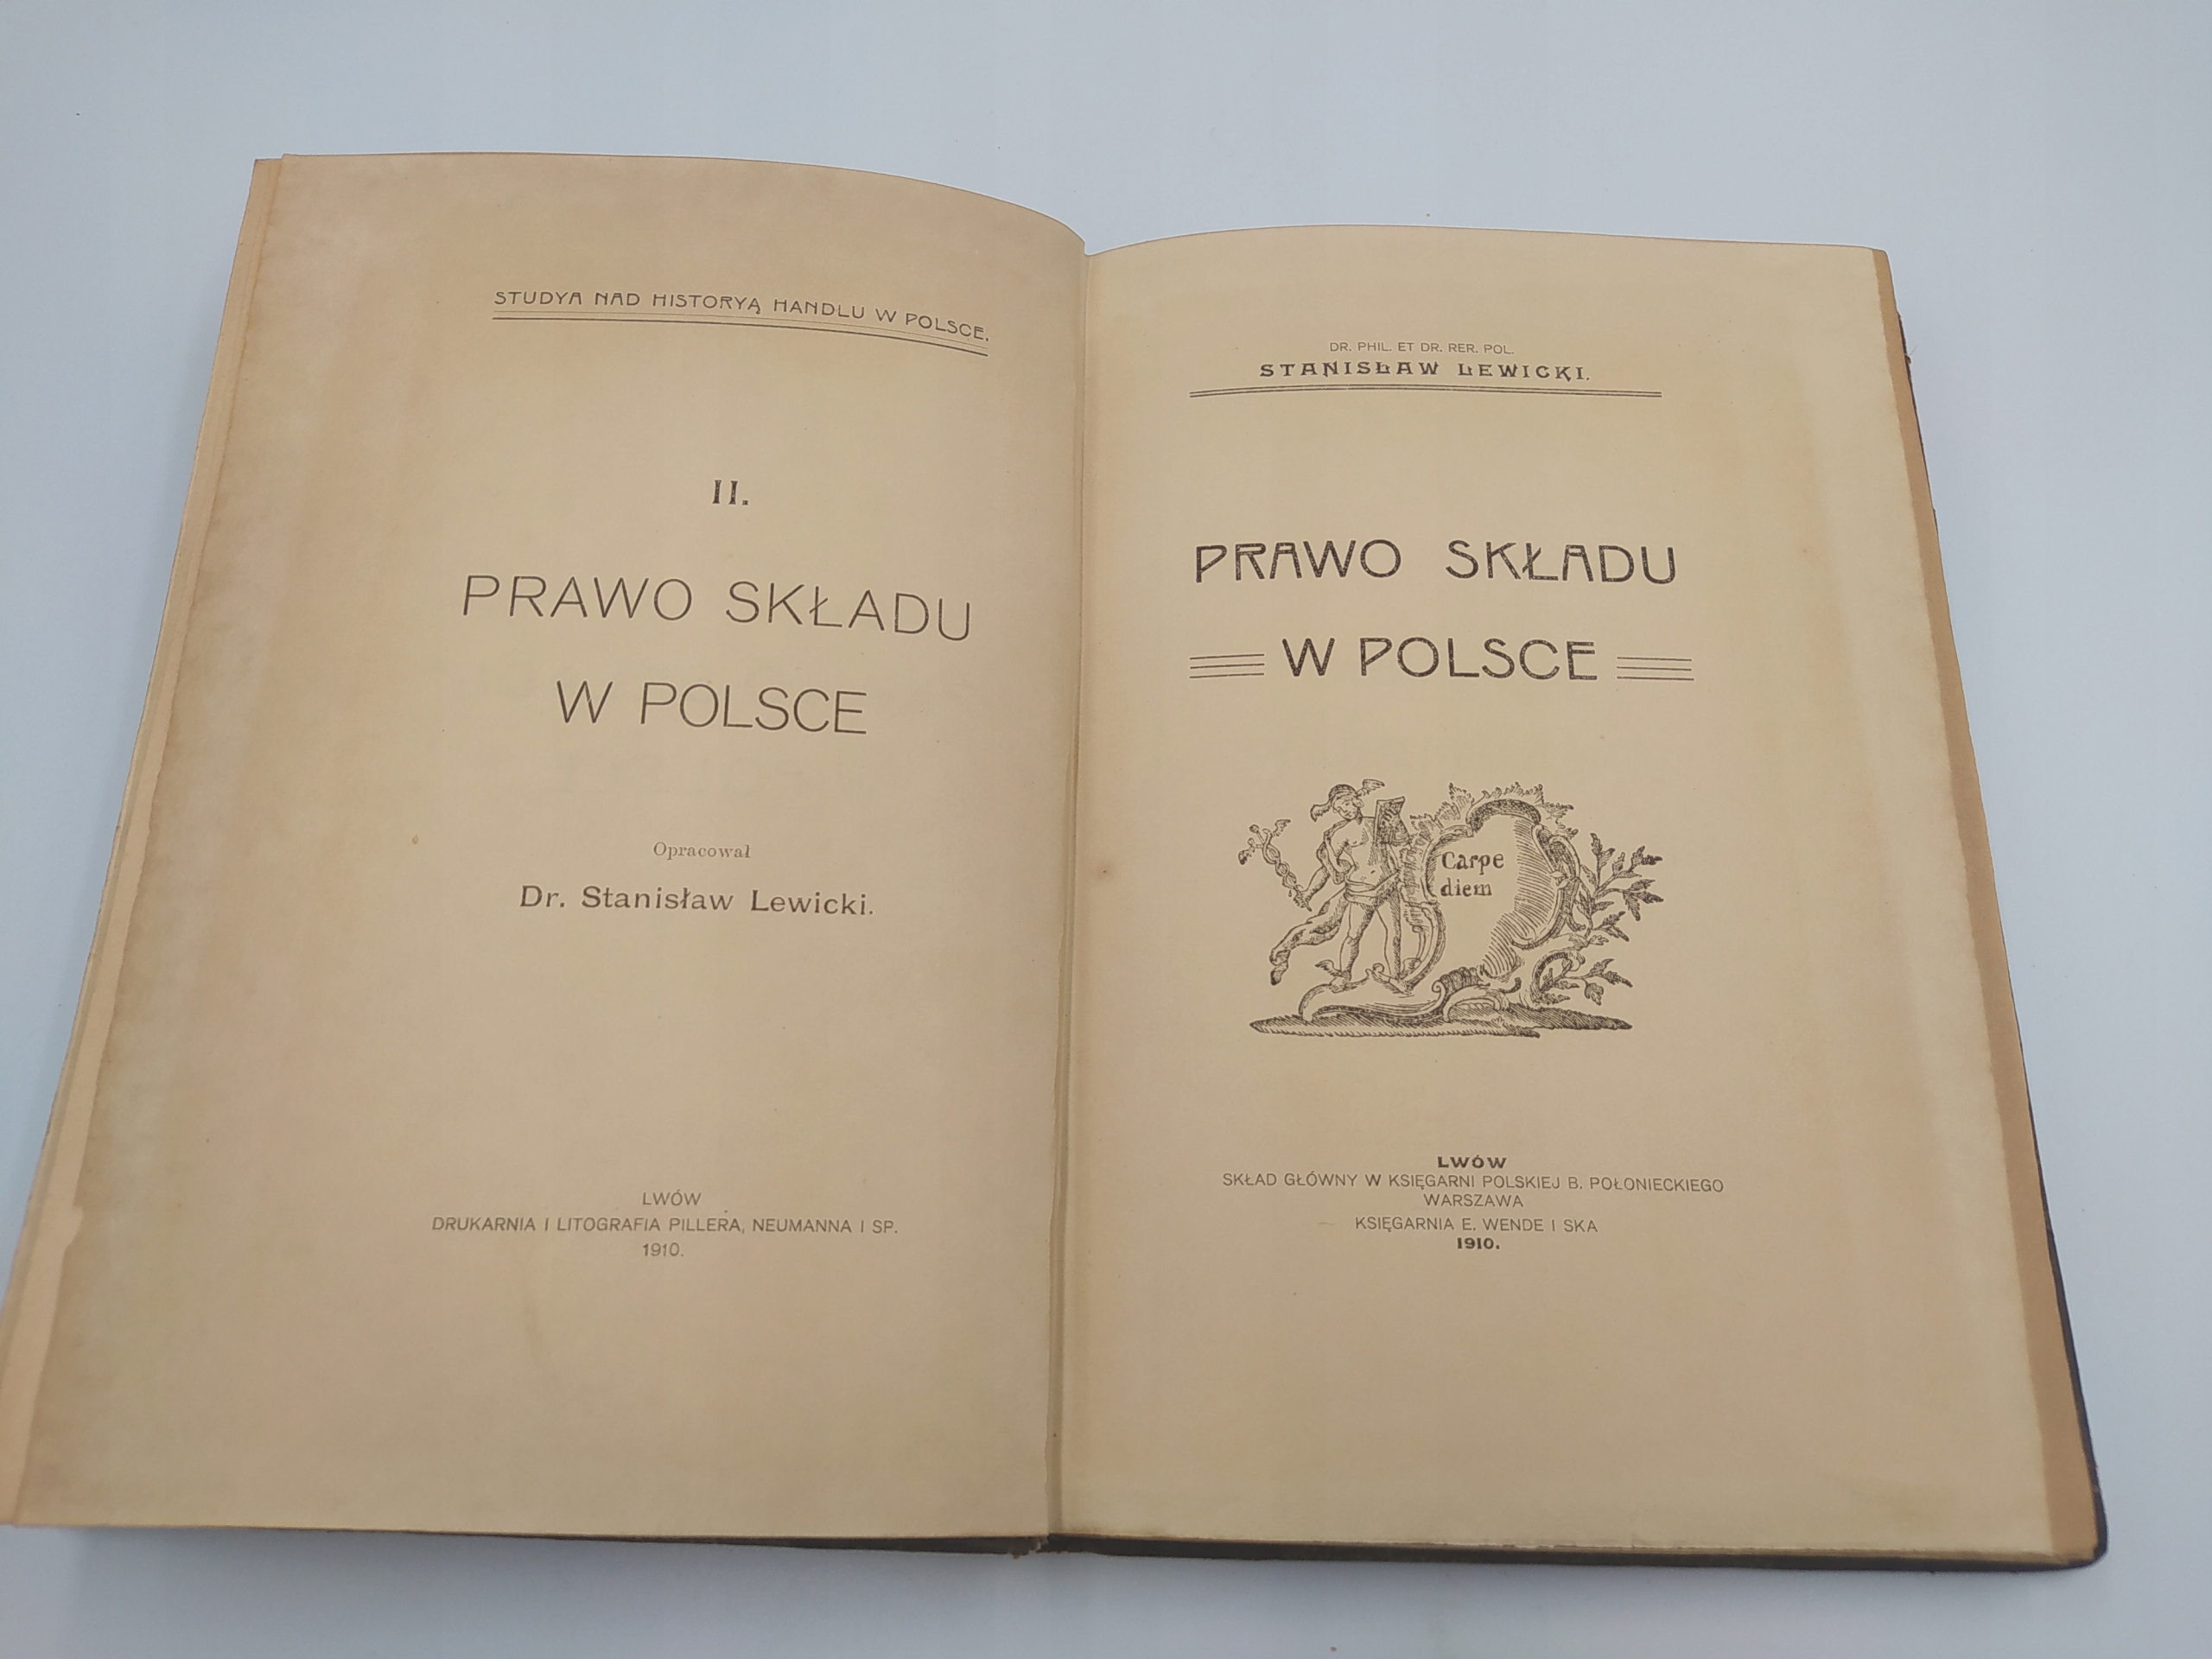 STUDYA NAD HISTORYĄ HANDLU W POLSCE.
II.
PRAWO SKŁADU
W POLSCE
Opracował
Dr. Stanisław Lewicki.
LWÓW
DRUKARNIA I LITOGRAFIA PILLERA, NEUMANNA I SP.
1910.
DR. PHIL. ET DR. RER. POL.
STANISŁAW LEWICKI.
PRAWO SKŁADU
W POLSCE
Carpe
diem
LWÓW
SKŁAD GŁÓWNY W KSIĘGARNI POLSKIEJ B. POŁONIECKIEGO
WARSZAWA
KSIĘGARNIA E. WENDE I SKA
1910.